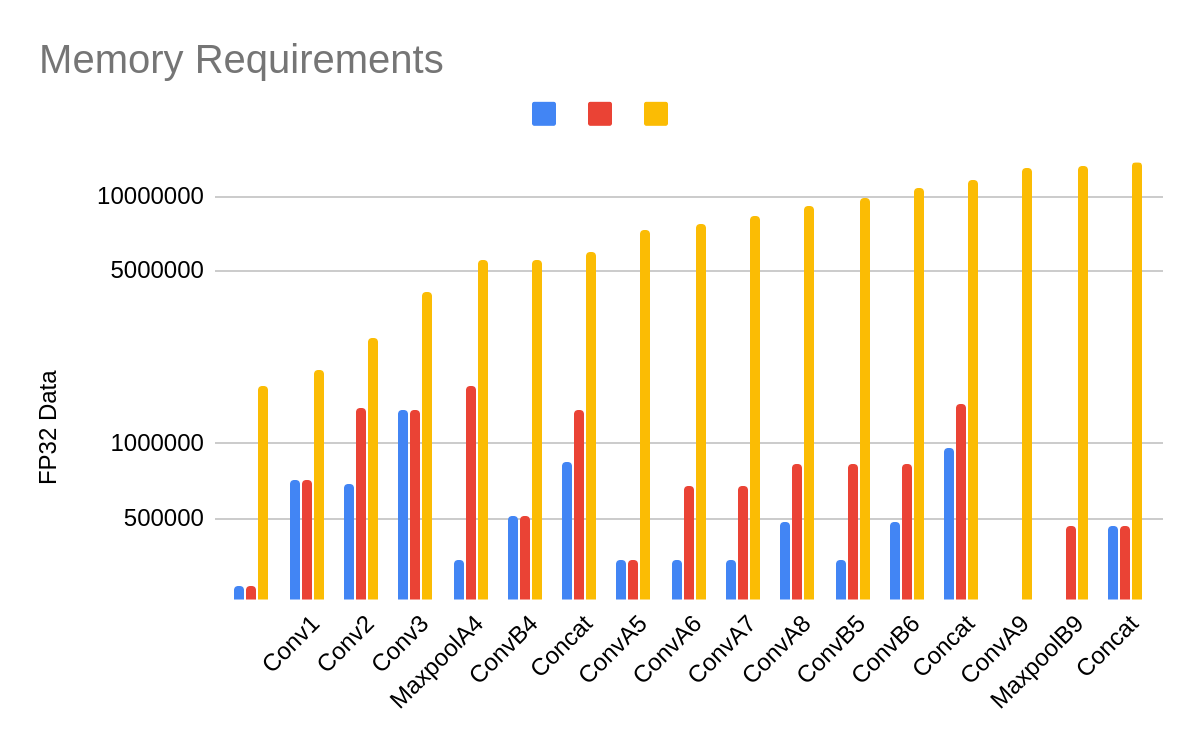 Memory Requirements
10000000
5000000
1000000
500000
FP32 Data
Conv1
Conv2
Conv3
MaxpoolA4
ConvB4
Concat
ConvA5
ConvA6
ConvA7
ConvA8
ConvB5
ConvB6
Concat
ConvA9
MaxpoolB9
Concat